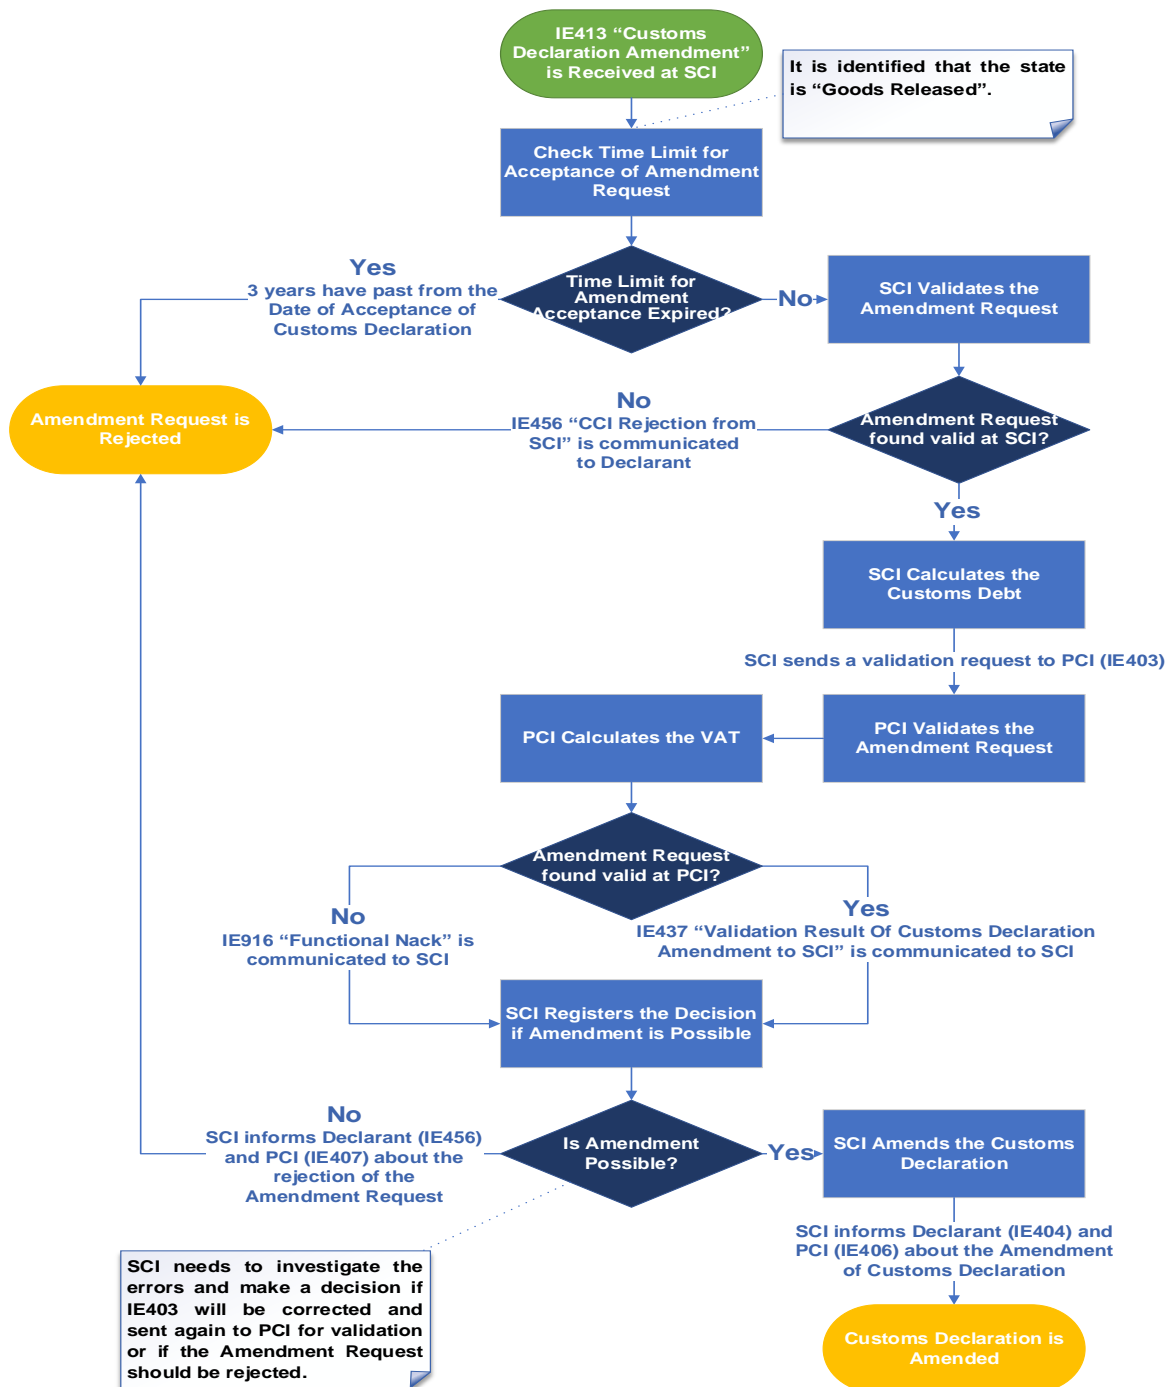 IE413 “Customs
Declaration Amendment”
is Received at SCI
It is identified that the state
is “Goods Released”.
Check Time Limit for
Acceptance of Amendment
Request
Yes
3 years have past from the
Date of Acceptance of
Customs Declaration
Time Limit for
Amendment
Acceptance Expired?
No
SCI Validates the
Amendment Request
Amendment Request is
Rejected
No
IE456 “CCI Rejection from
SCI” is communicated
to Declarant
Amendment Request
found valid at SCI?
Yes
SCI Calculates the
Customs Debt
SCI sends a validation request to PCI (IE403)
PCI Calculates the VAT
PCI Validates the
Amendment Request
Amendment Request
found valid at PCI?
No
IE916 “Functional Nack” is
communicated to SCI
Yes
IE437 “Validation Result Of Customs Declaration
Amendment to SCI” is communicated to SCI
SCI Registers the Decision
if Amendment is Possible
No
SCI informs Declarant (IE456)
and PCI (IE407) about the
rejection of the
Amendment Request
Is Amendment
Possible?
Yes
SCI Amends the Customs
Declaration
SCI informs Declarant (IE404) and
PCI (IE406) about the Amendment
of Customs Declaration
SCI needs to investigate the
errors and make a decision if
IE403 will be corrected and
sent again to PCI for validation
or if the Amendment Request
should be rejected.
Customs Declaration is
Amended